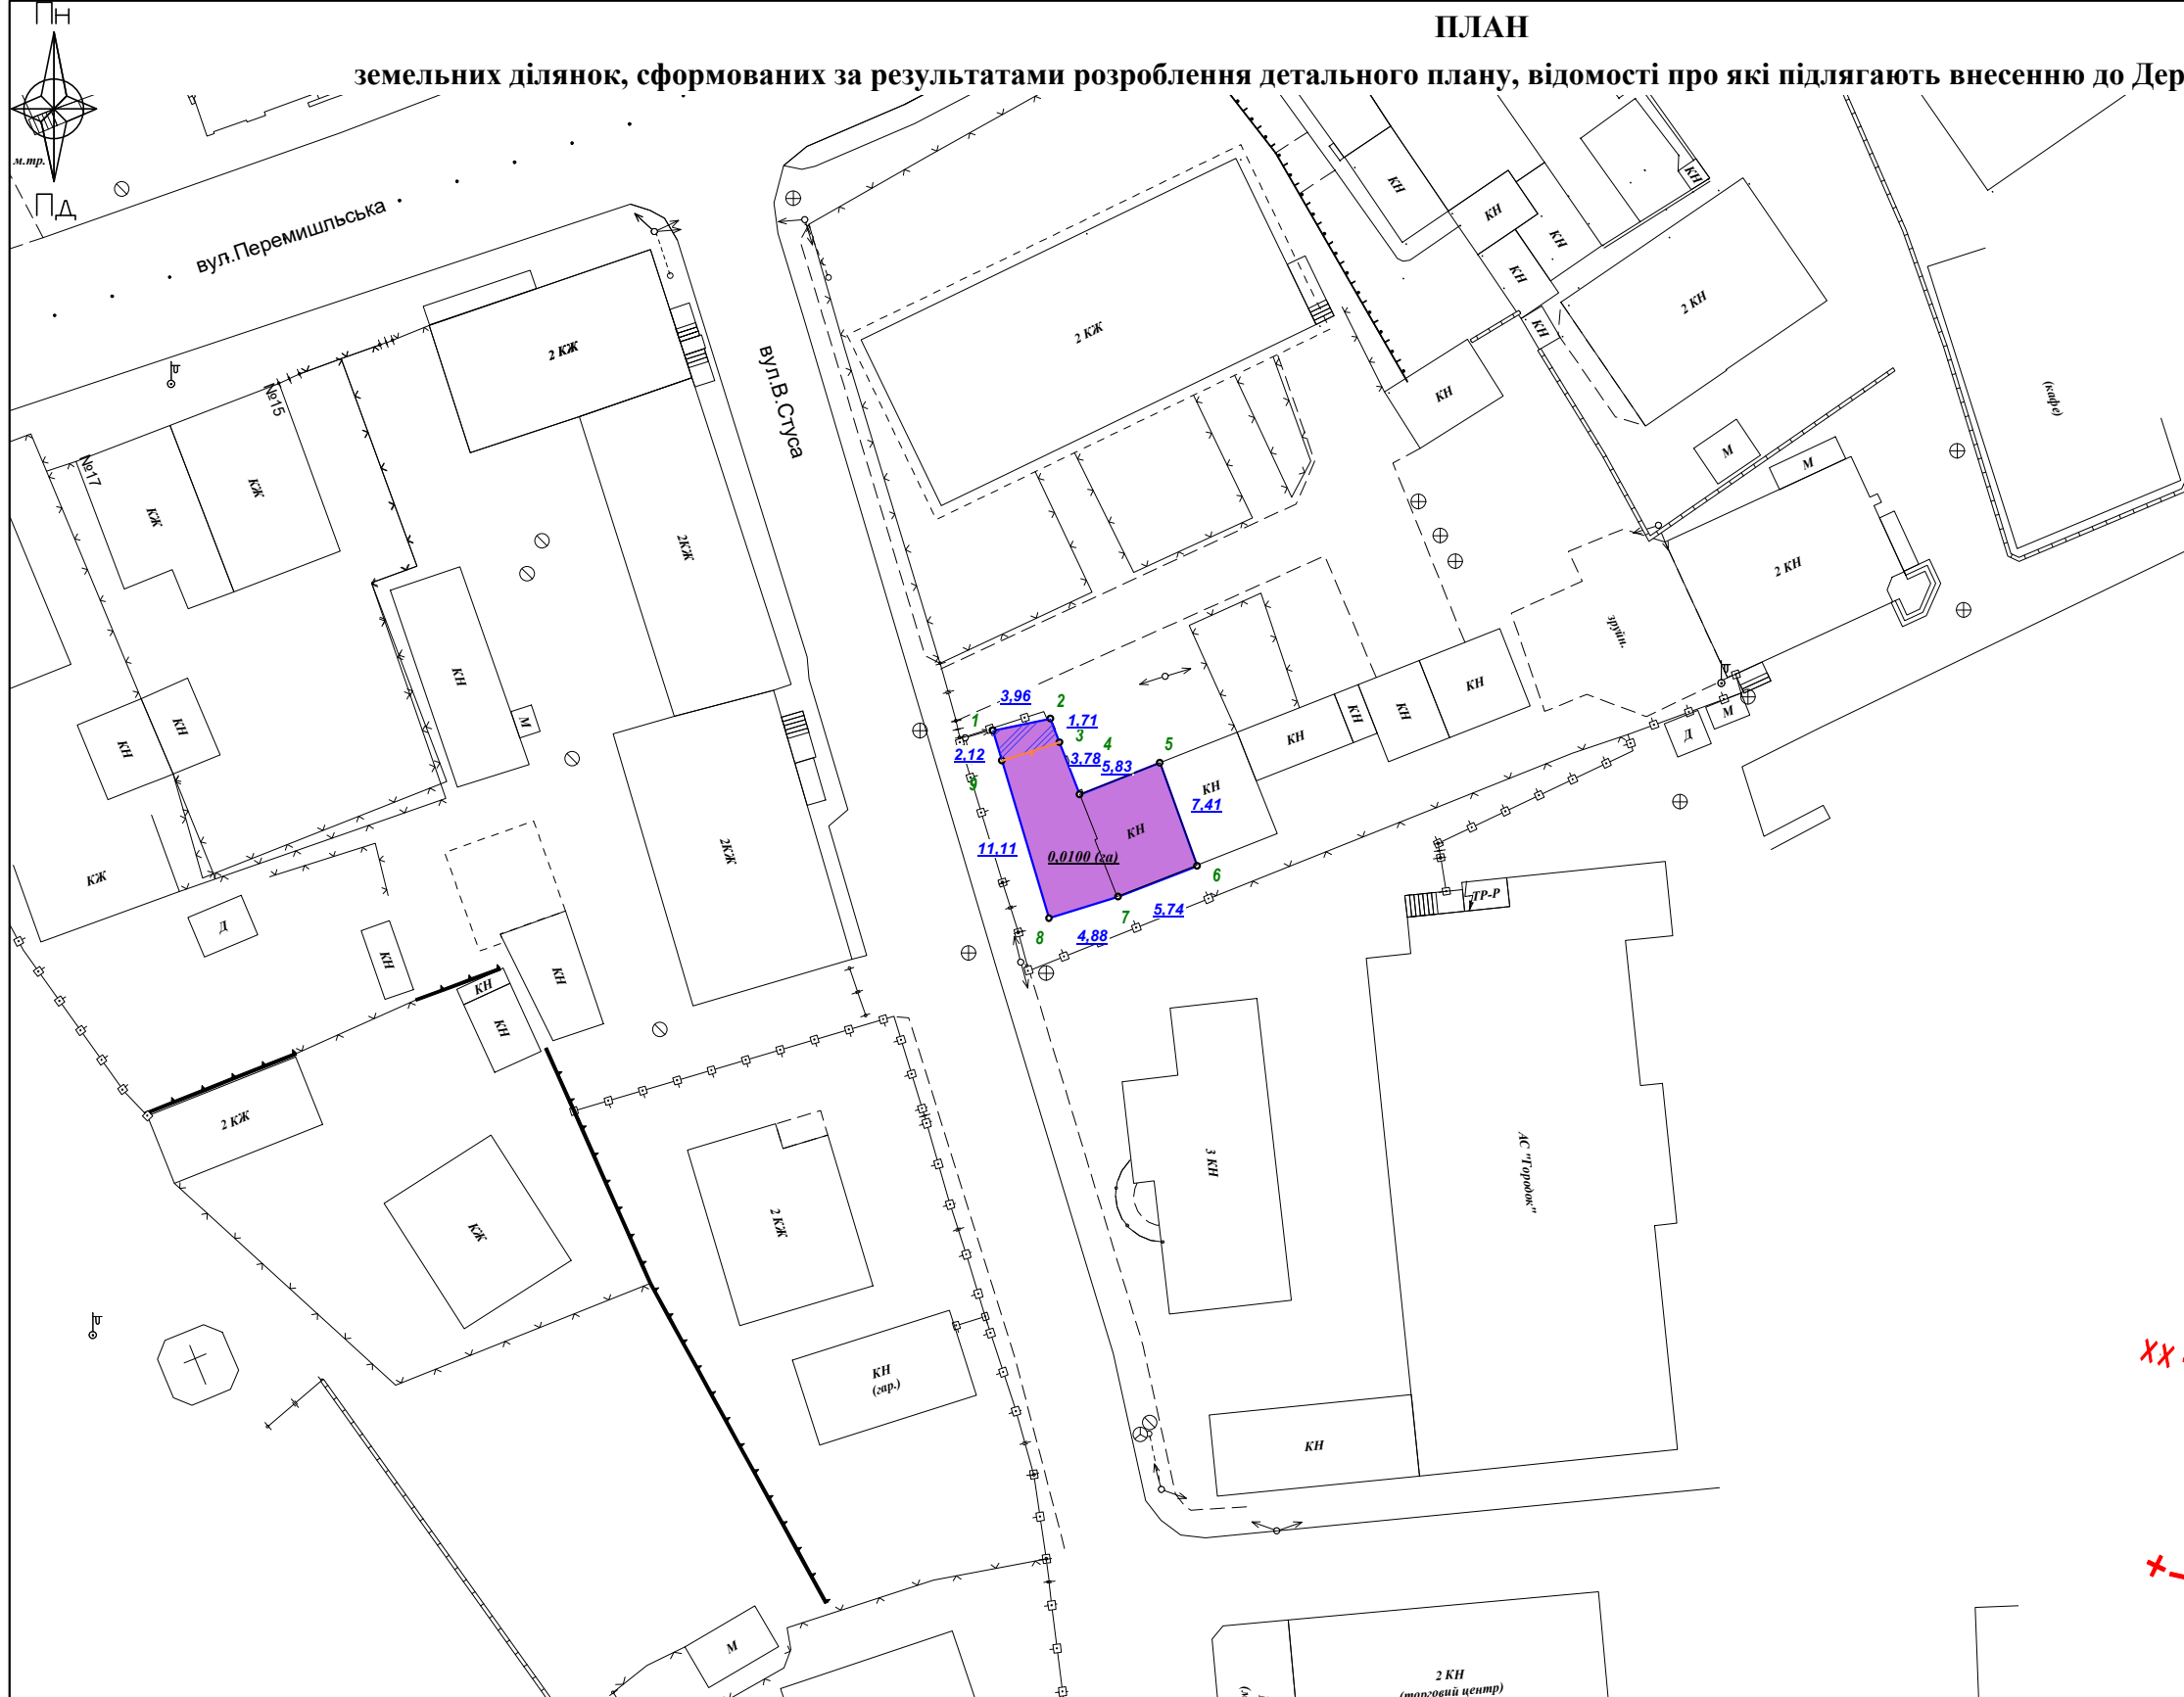 ПЛАН
земельних ділянок, сформованих за результатами розроблення детального плану, відомості про які підлягають внесенню до Дер
Пн
м.тр.
Пд
вул.Перемишльська
вул.В.Стуса
№15
№17
2 КЖ
2 КЖ
КЖ
КЖ
2КЖ
2КЖ
КН
КН
КН
КН
КН
КН
2 КН
КН
(кафе)
М
М
2 КН
зруйн.
КН
М
КН
КН
КН
КН
КН
КН
М
Д
КН
КН
3,96
2
1
1,71
3
4
5
2,12
3,78
5,83
9
7,41
КН
11,11
0,0100 (га)
6
7
5,74
8
4,88
КЖ
Д
КН
КН
КН
КН
2 КЖ
КЖ
2 КЖ
КН
(гар.)
ТР-Р
3 КН
АС "Городок"
КН
М
2 КН
(торговий центр)
ХХ